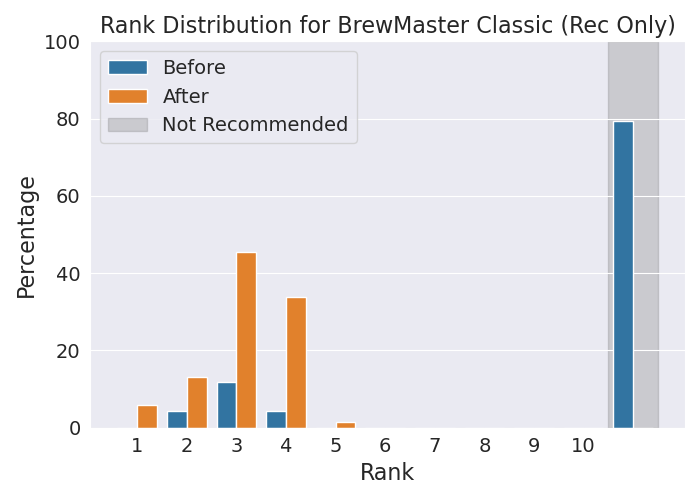 Rank Distribution for BrewMaster Classic (Rec Only)
100
80
60
40
20
0
Percentage
Before
After
Not Recommended
1 2 3 4 5 6 7 8 9 10
Rank